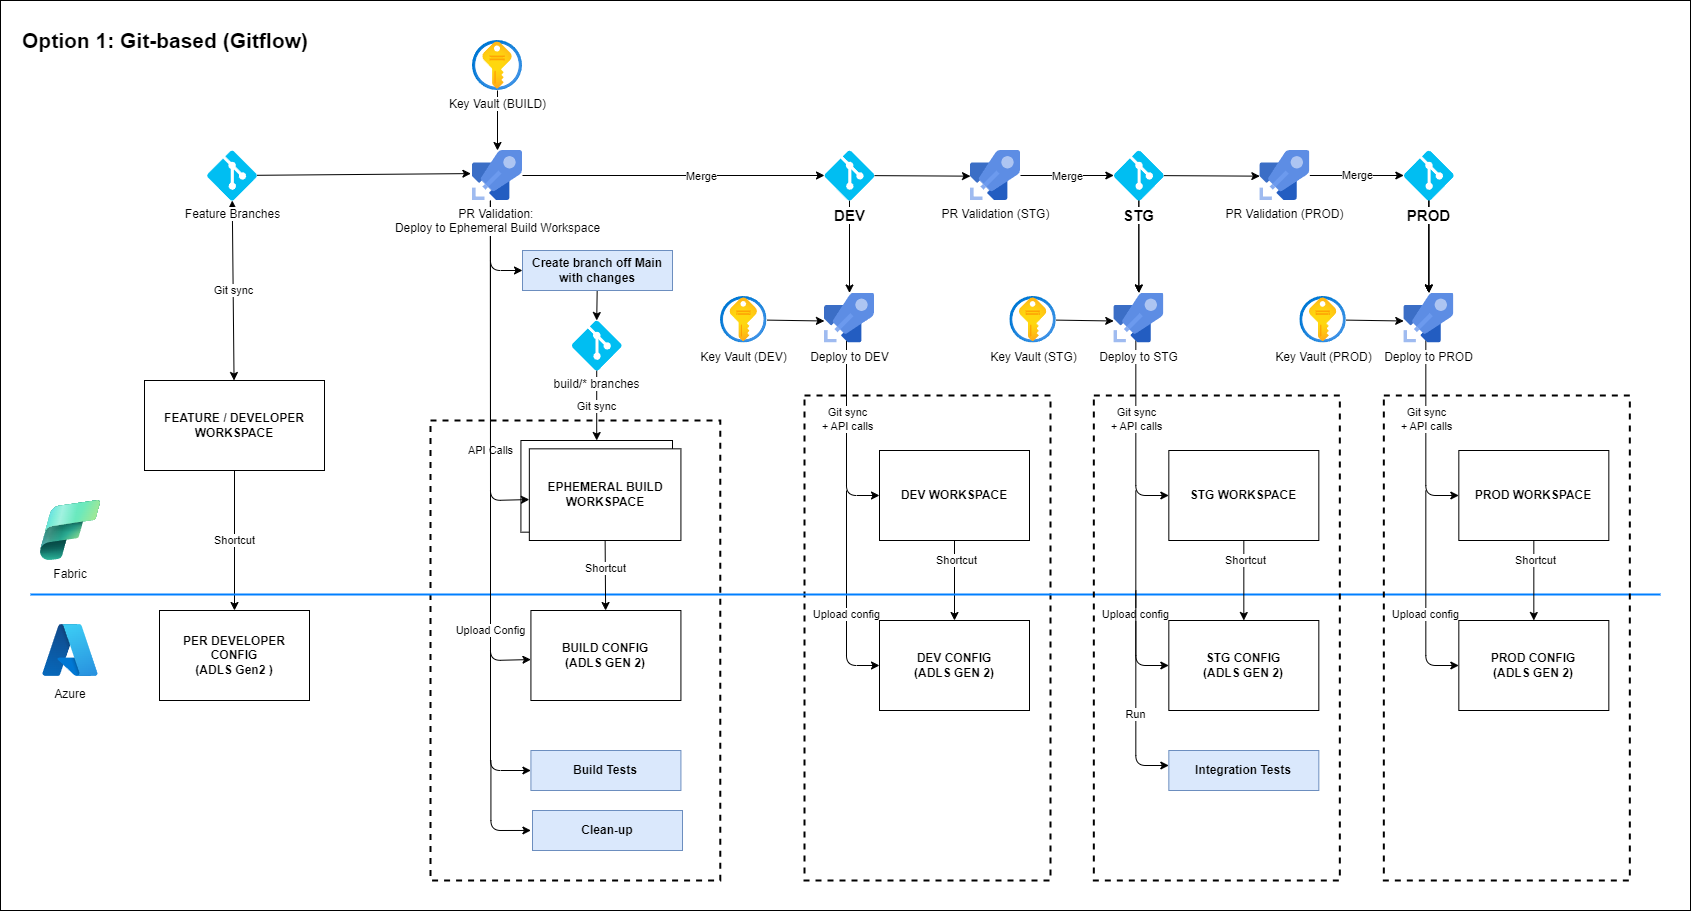 Option 1: Git-based (Gitflow)
Key Vault (BUILD)
Feature Branches
PR Validation:
Deploy to Ephemeral Build Workspace
Merge
DEV
PR Validation (STG)
Merge
STG
PR Validation (PROD)
Merge
PROD
Git sync
Create branch off Main
with changes
build/* branches
Git sync
Key Vault (DEV)
Deploy to DEV
Key Vault (STG)
Deploy to STG
Key Vault (PROD)
Deploy to PROD
FEATURE / DEVELOPER
WORKSPACE
API Calls
EPHEMERAL BUILD
WORKSPACE
Git sync
+ API calls
DEV WORKSPACE
Git sync
+ API calls
STG WORKSPACE
Git sync
+ API calls
PROD WORKSPACE
Fabric
Shortcut
Shortcut
Shortcut
Shortcut
Shortcut
Azure
PER DEVELOPER
CONFIG
(ADLS Gen2 )
Upload Config
BUILD CONFIG
(ADLS GEN 2)
Upload config
DEV CONFIG
(ADLS GEN 2)
Upload config
STG CONFIG
(ADLS GEN 2)
Upload config
PROD CONFIG
(ADLS GEN 2)
Run
Build Tests
Integration Tests
Clean-up